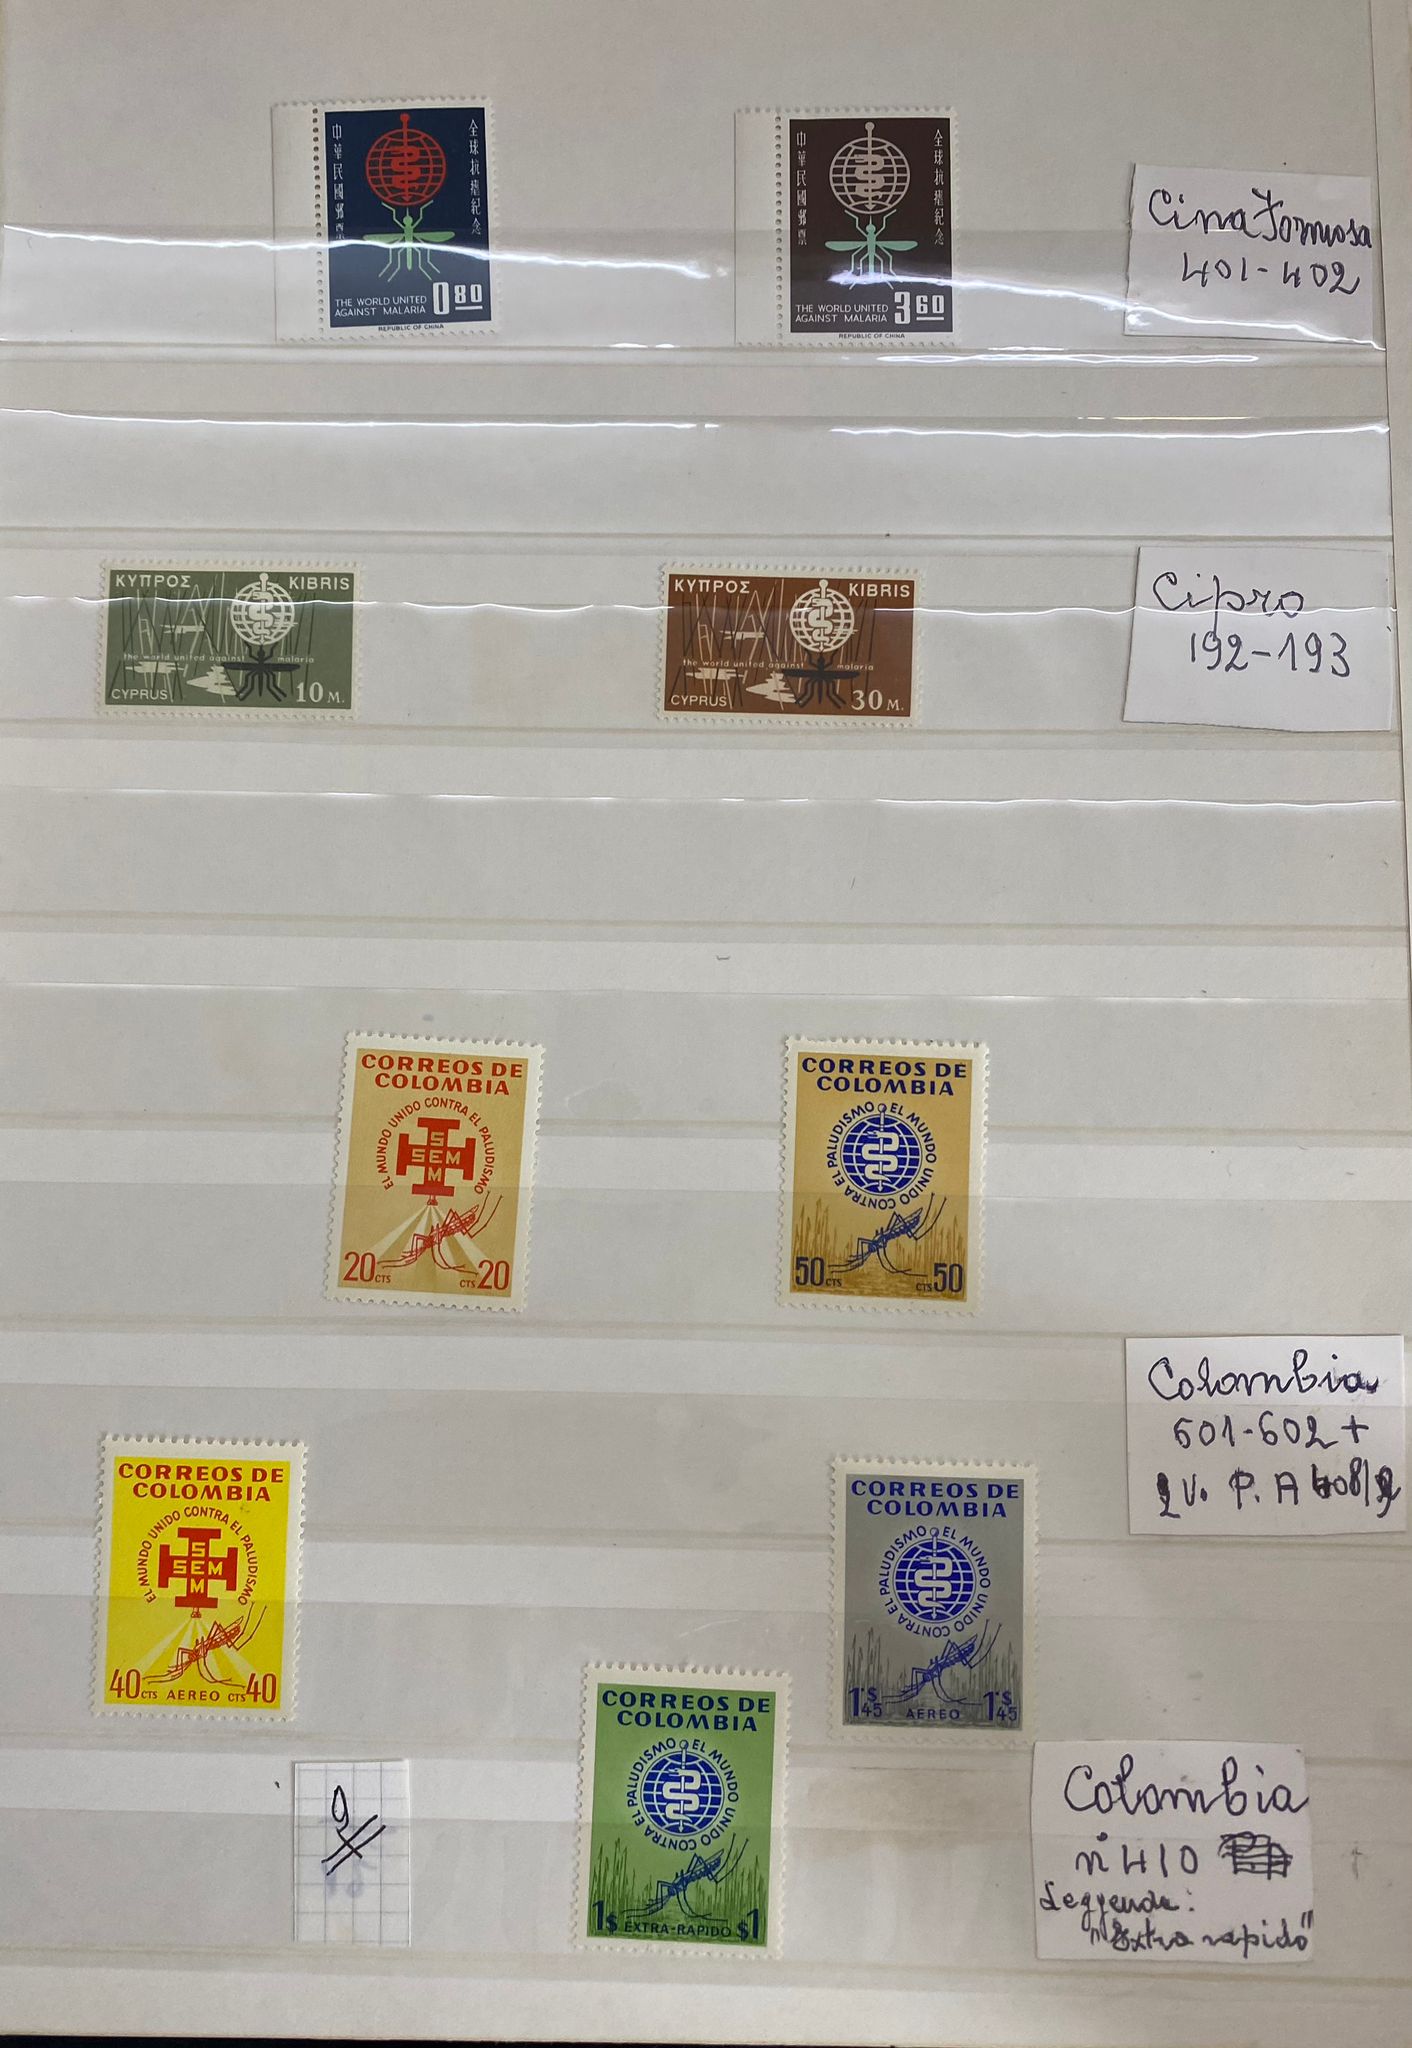 中華民國郵票
全球抗瘧紀念
THE WORLD UNITED
AGAINST MALARIA
0 80
REPUBLIC OF CHINA
中華民國郵票
全球抗瘧紀念
THE WORLD UNITED
AGAINST MALARIA
3 60
REPUBLIC OF CHINA
Cina Formosa
401-402
ΚΥΠΡΟΣ KIBRIS
the world united against malaria
CYPRUS 10 M.
ΚΥΠΡΟΣ KIBRIS
the world united against malaria
CYPRUS 30 M.
Cipro
192-193
CORREOS DE
COLOMBIA
EL MUNDO UNIDO CONTRA EL PALUDISMO
S
SEM
M
20 CTS CTS 20
CORREOS DE
COLOMBIA
EL MUNDO UNIDO CONTRA EL PALUDISMO
50 CTS CTS 50
Colombia
601-602 +
2 V. P. A 408/9
CORREOS DE
COLOMBIA
EL MUNDO UNIDO CONTRA EL PALUDISMO
S
SEM
M
40 CTS AEREO CTS 40
CORREOS DE
COLOMBIA
EL MUNDO UNIDO CONTRA EL PALUDISMO
1.$ 45 AEREO 1.$ 45
CORREOS DE
COLOMBIA
EL MUNDO UNIDO CONTRA EL PALUDISMO
1$ EXTRA-RAPIDO $1
Colombia
n° 410
Leggenda:
"Extra rapido"